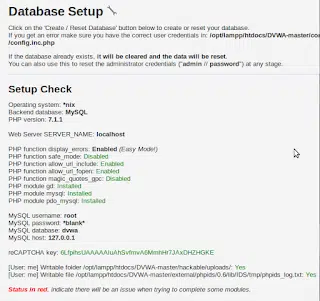 Database Setup
Click on the 'Create / Reset Database' button below to create or reset your database.
If you get an error make sure you have the correct user credentials in: /opt/lampp/htdocs/DVWA-master/co
/config.inc.php
If the database already exists, it will be cleared and the data will be reset.
You can also use this to reset the administrator credentials ("admin // password") at any stage.
Setup Check
Operating system: *nix
Backend database: MySQL
PHP version: 7.1.1
Web Server SERVER_NAME: localhost
PHP function display_errors: Enabled (Easy Mode!)
PHP function safe_mode: Disabled
PHP function allow_url_include: Enabled
PHP function allow_url_fopen: Enabled
PHP function magic_quotes_gpc: Disabled
PHP module gd: Installed
PHP module mysql: Installed
PHP module pdo_mysql: Installed
MySQL username: root
MySQL password: *blank*
MySQL database: dvwa
MySQL host: 127.0.0.1
reCAPTCHA key:
[User: me] Writable folder /opt/lampp/htdocs/DVWA-master/hackable/uploads/: Yes
[User: me] Writable file /opt/lampp/htdocs/DVWA-master/external/phpids/0.6/lib/IDS/tmp/phpids_log.txt: Yes
Status in red, indicate there will be an issue when trying to complete some modules.